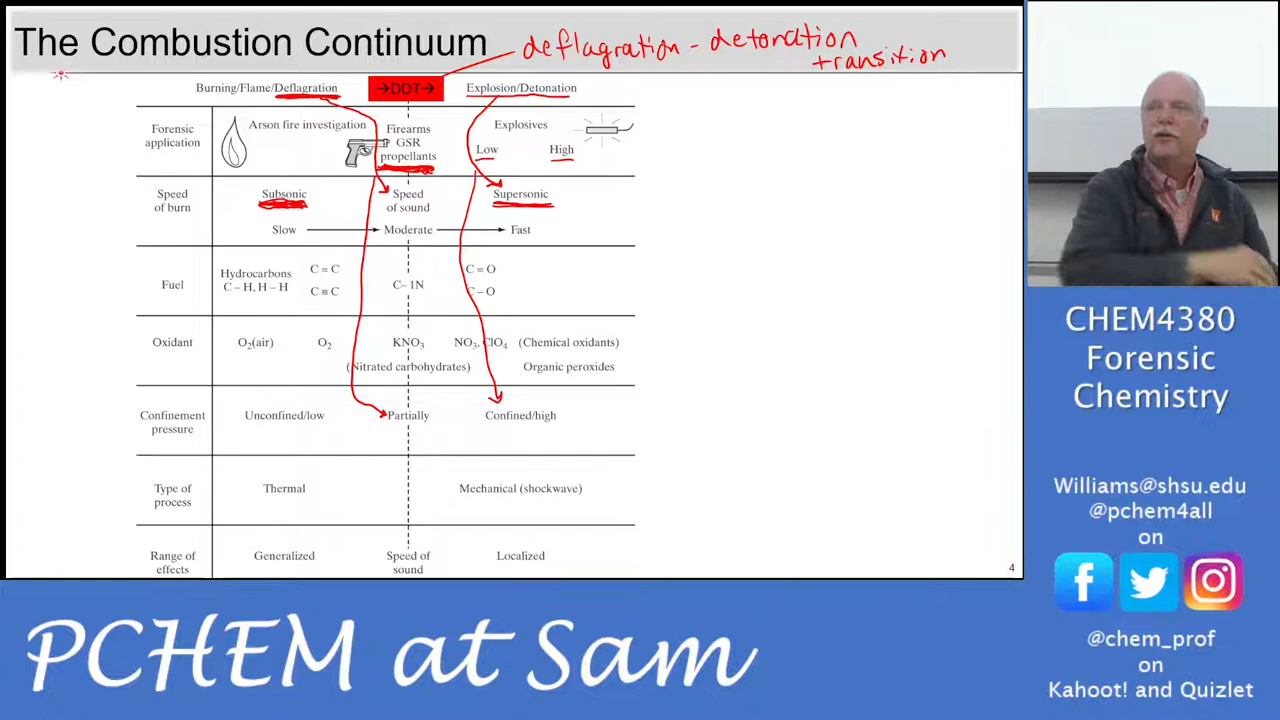 The Combustion Continuum
deflagration - detonation
transition
Burning/Flame/Deflagration →DDT→ Explosion/Detonation
Forensic application
Arson fire investigation
Firearms
GSR
propellants
Explosives
Low High
Speed of burn
Subsonic
Speed of sound
Supersonic
Slow Moderate Fast
Fuel
Hydrocarbons
C – H, H – H
C = C
C ≡ C
C– 1N
C = O
C – O
Oxidant
O₂(air) O₂ KNO₃ NO₃, ClO₄ (Chemical oxidants)
(Nitrated carbohydrates) Organic peroxides
Confinement pressure
Unconfined/low Partially Confined/high
Type of process
Thermal Mechanical (shockwave)
Range of effects
Generalized
Speed of sound
Localized
4
CHEM4380
Forensic
Chemistry
Williams@shsu.edu
@pchem4all
on
@chem_prof
on
Kahoot! and Quizlet
PCHEM at Sam